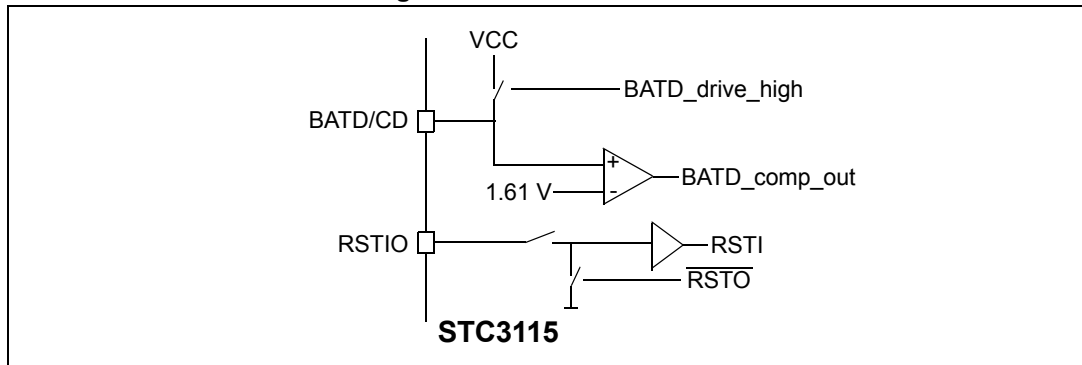 VCC
BATD_drive_high
BATD/CD
+
BATD_comp_out
1.61 V
-
RSTIO
RSTI
RSTO
STC3115